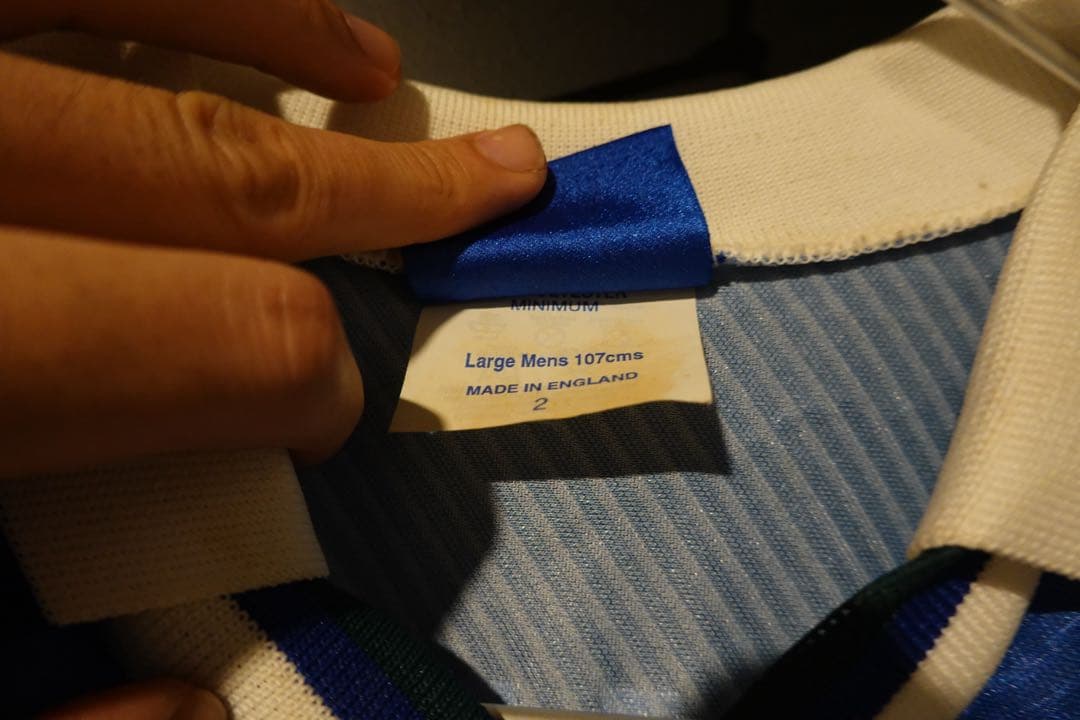 MINIMUM
Large Mens 107cms
MADE IN ENGLAND
2